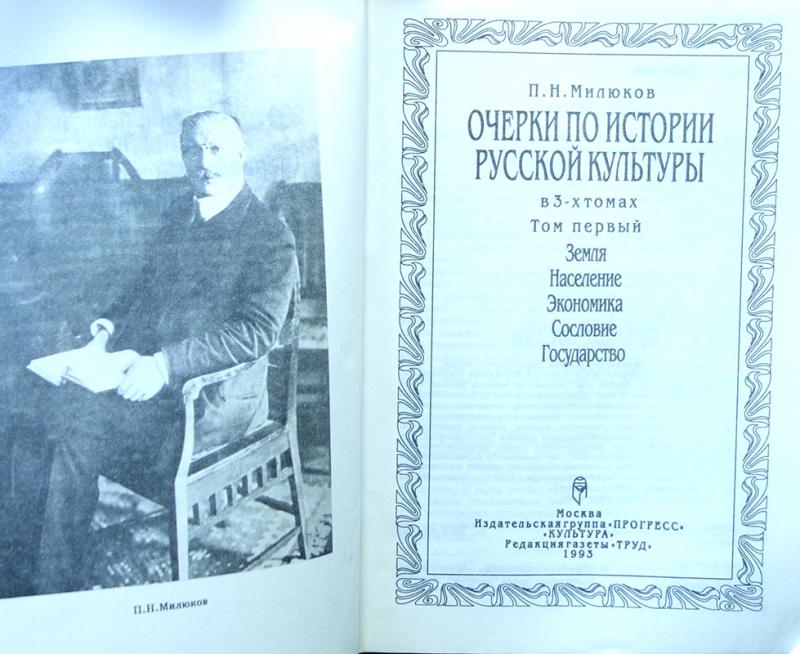 П.Н.Милюков
П.Н.Милюков
ОЧЕРКИ ПО ИСТОРИИ
РУССКОЙ КУЛЬТУРЫ
в 3-х томах
Том первый
Земля
Население
Экономика
Сословие
Государство
Москва
Издательская группа «ПРОГРЕСС»
«КУЛЬТУРА»
Редакция газеты «ТРУД»
1993